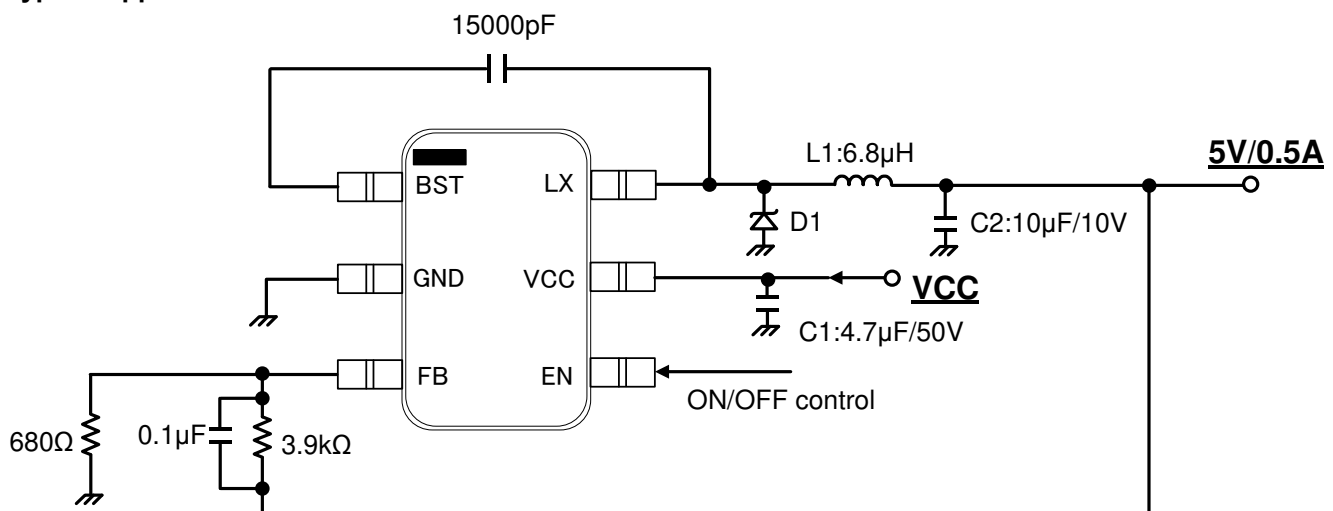 15000pF
L1:6.8µH
5V/0.5A
BST
LX
D1
C2:10µF/10V
GND
VCC
VCC
C1:4.7µF/50V
FB
EN
ON/OFF control
680Ω
0.1µF
3.9kΩ